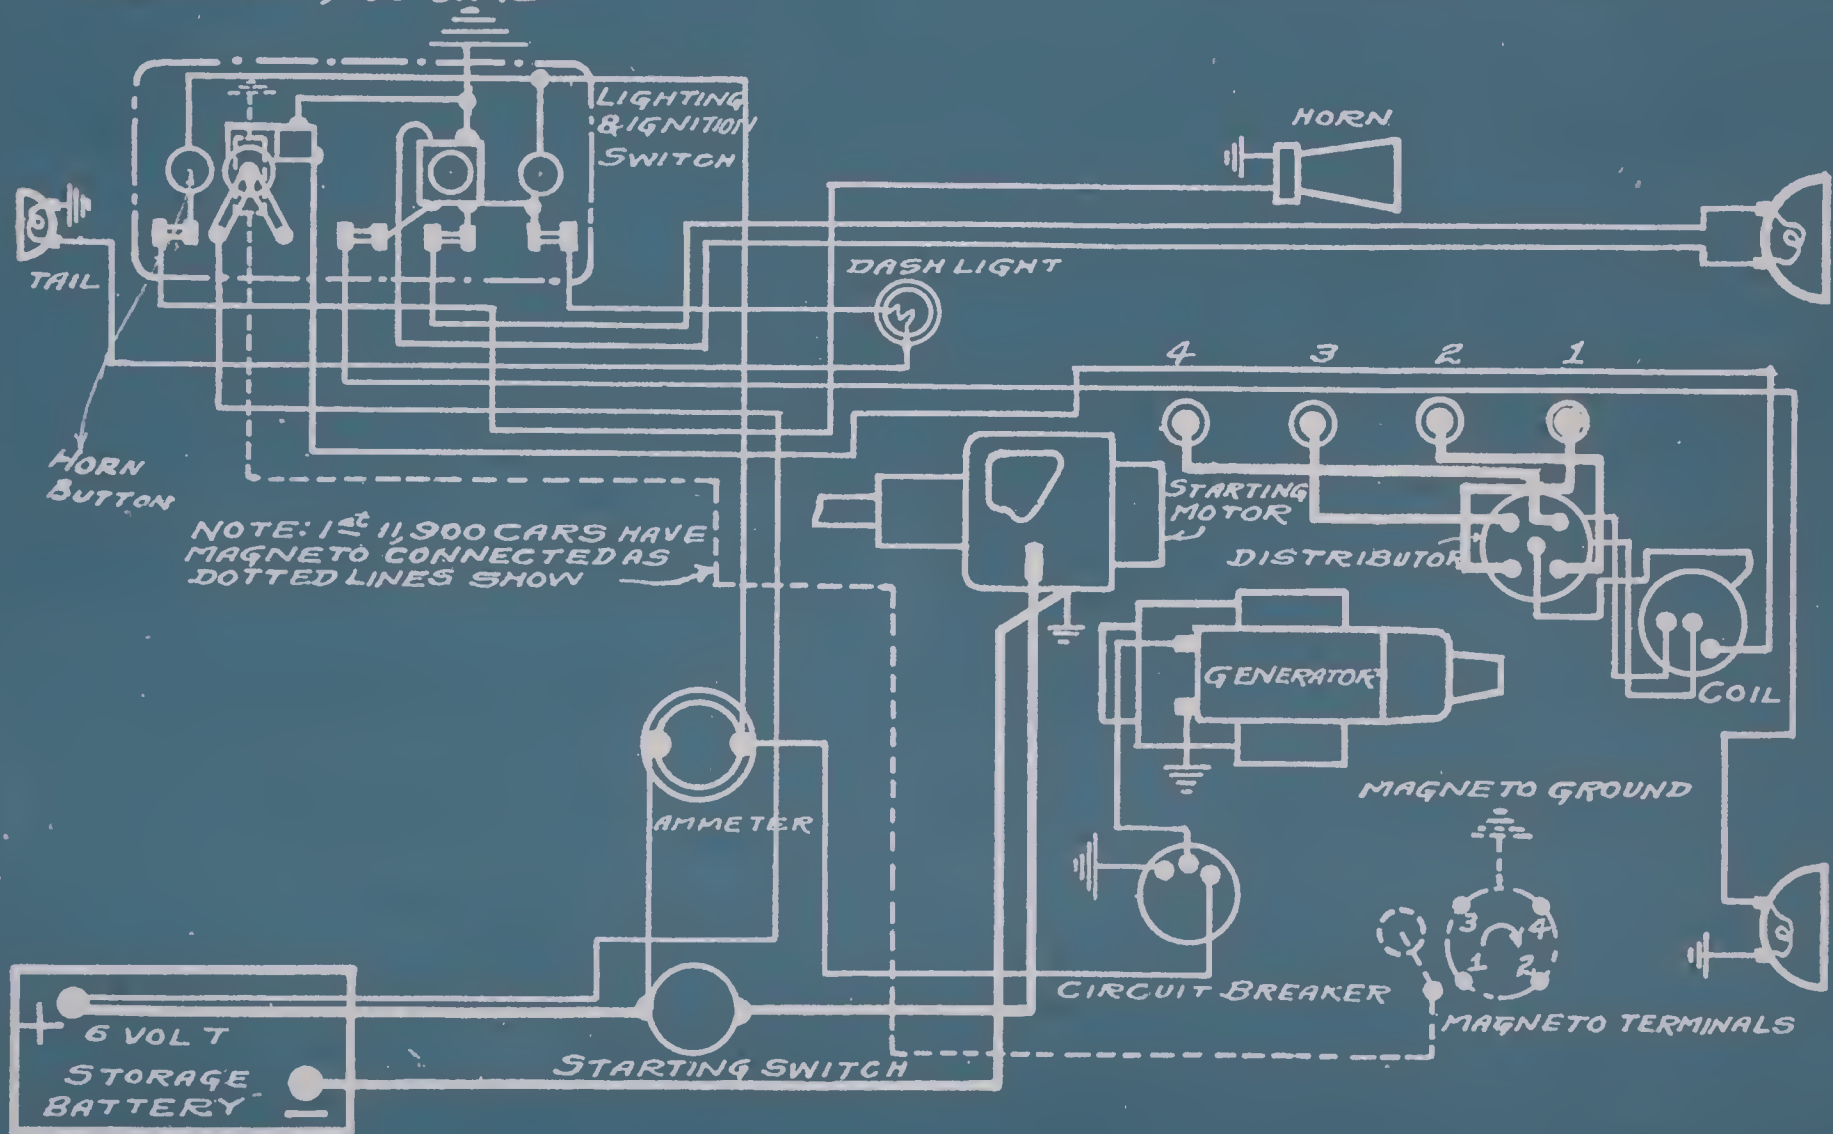 LIGHTING
& IGNITION
SWITCH
HORN
TAIL
DASH LIGHT
4 3 2 1
HORN
BUTTON
STARTING
MOTOR
NOTE: 1st 11,900 CARS HAVE
MAGNETO CONNECTED AS
DOTTED LINES SHOW
DISTRIBUTOR
GENERATOR
COIL
MAGNETO GROUND
AMMETER
3 4
1 2
CIRCUIT BREAKER
MAGNETO TERMINALS
+ 6 VOLT
STORAGE
BATTERY
–
STARTING SWITCH